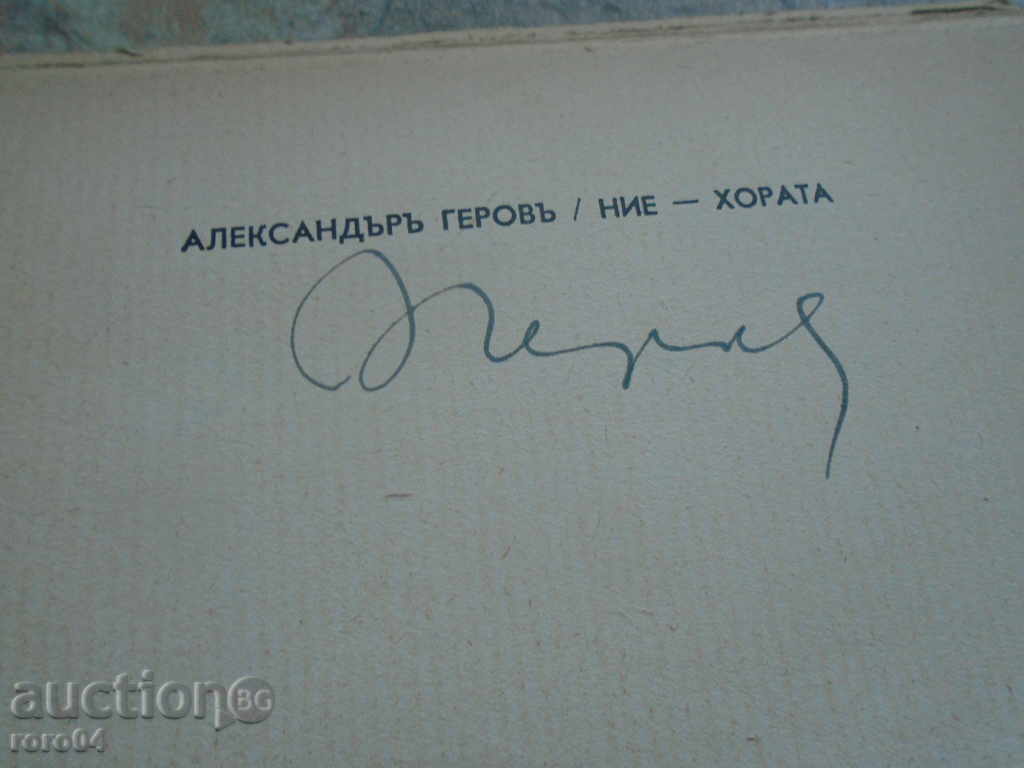 АЛЕКСАНДЪРЪ ГЕРОВЪ / НИЕ — ХОРАТА
auction BG
roro04